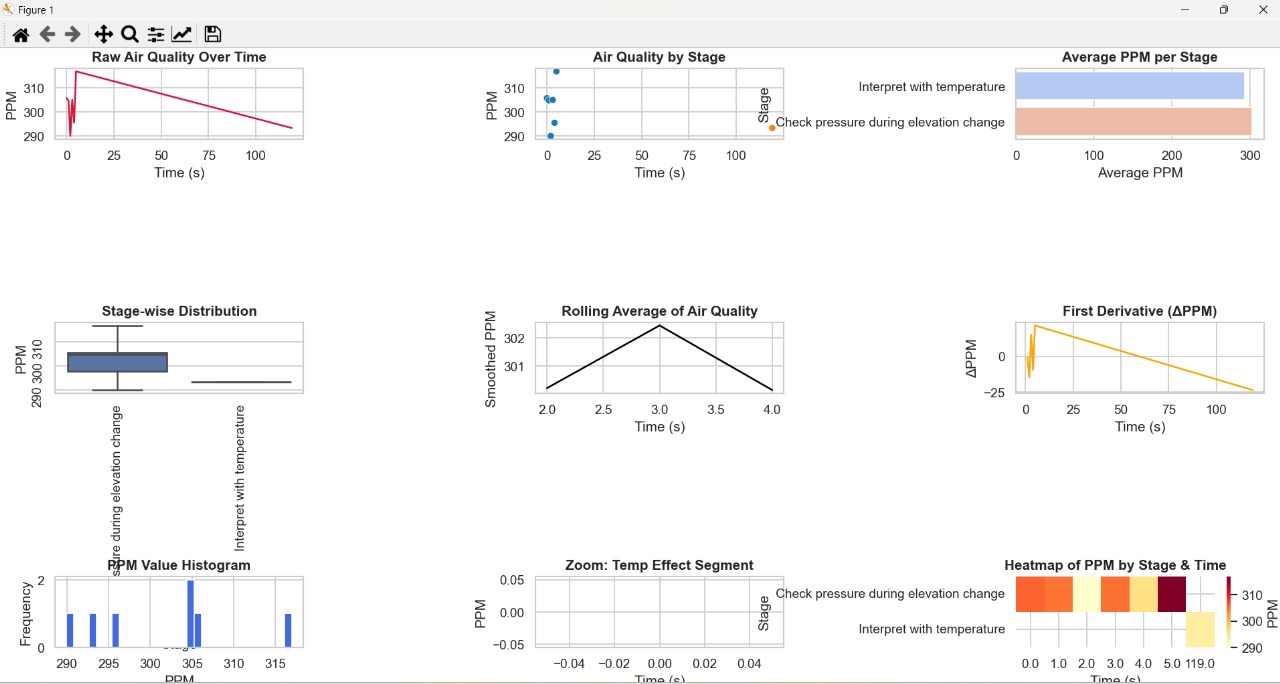 Figure 1
Raw Air Quality Over Time
PPM
310
300
290
0 25 50 75 100
Time (s)
Air Quality by Stage
PPM
310
300
290
0 25 50 75 100
Time (s)
Average PPM per Stage
Stage
Interpret with temperature
Check pressure during elevation change
0 100 200 300
Average PPM
Stage-wise Distribution
PPM
290 300 310
sure during elevation change
Interpret with temperature
Stage
Rolling Average of Air Quality
Smoothed PPM
302
301
2.0 2.5 3.0 3.5 4.0
Time (s)
First Derivative (ΔPPM)
ΔPPM
0
−25
0 25 50 75 100
Time (s)
PPM Value Histogram
Frequency
2
0
290 295 300 305 310 315
PPM
Zoom: Temp Effect Segment
PPM
0.05
0.00
−0.05
−0.04 −0.02 0.00 0.02 0.04
Time (s)
Heatmap of PPM by Stage & Time
Stage
Check pressure during elevation change
Interpret with temperature
0.0 1.0 2.0 3.0 4.0 5.0 119.0
Time (s)
310
300
290
PPM